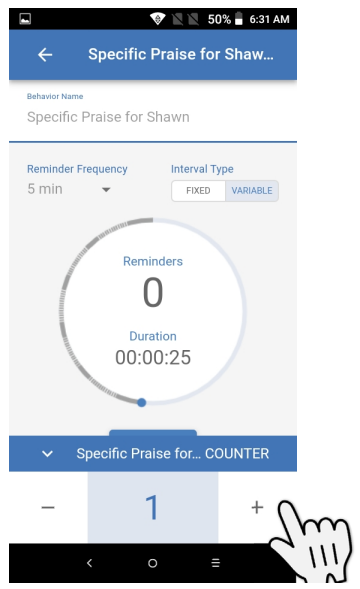 50% 6:31 AM
Specific Praise for Shaw...
Behavior Name
Specific Praise for Shawn
Reminder Frequency Interval Type
5 min FIXED VARIABLE
Reminders
0
Duration
00:00:25
Specific Praise for... COUNTER
− 1 +